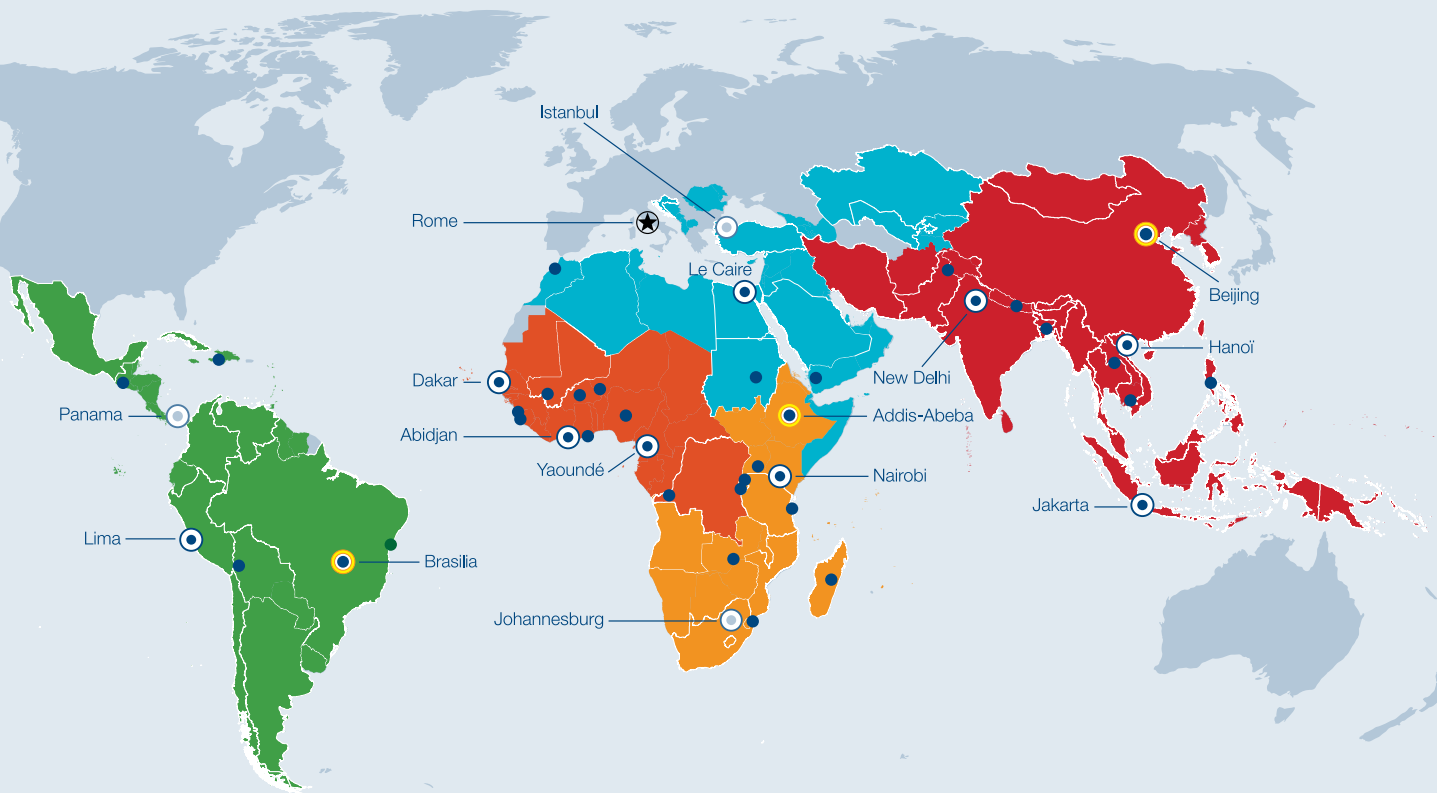 Istanbul
Rome
Le Caire
Beijing
Hanoï
New Delhi
Dakar
Addis-Abeba
Panama
Abidjan
Yaoundé
Nairobi
Jakarta
Lima
Brasilia
Johannesburg